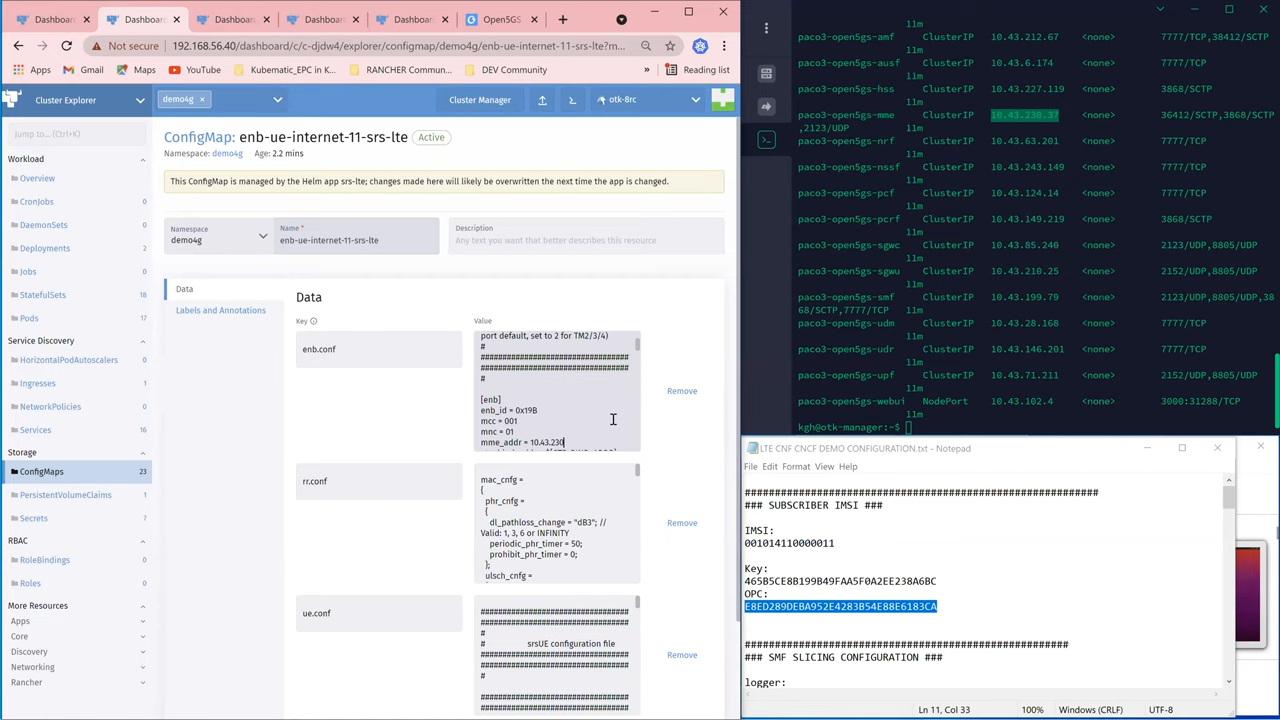 Dashboard
Dashboard
Dashboard
Dashboard
Dashboard
Open5GS
Not secure
192.168.56.40/dashboard/c/c-djdw4/explorer/configmap/demo4g/enb-ue-internet-11-srs-lte?m...
Apps
Gmail
Maps
YouTube
Kubematic_EPC in K...
RANCHER Commun...
DEV Community
»
Reading list
Cluster Explorer
demo4g ×
Cluster Manager
otk-8rc
Jump to... (Ctrl+K)
Workload
Overview
CronJobs 0
DaemonSets 0
Deployments 2
Jobs 0
StatefulSets 18
Pods 18
Service Discovery
HorizontalPodAutoscalers 0
Ingresses 3
NetworkPolicies 0
Services 18
Storage
ConfigMaps 23
PersistentVolumeClaims 1
Secrets 3
RBAC
RoleBindings 0
Roles 0
More Resources
Apps
Core
Discovery
Networking
Rancher
ConfigMap: enb-ue-internet-11-srs-lte Active
Namespace: demo4g Age: 2.2 mins
This ConfigMap is managed by the Helm app srs-lte; changes made here will likely be overwritten the next time the app is changed.
Namespace
demo4g
Name *
enb-ue-internet-11-srs-lte
Description
Any text you want that better describes this resource
Data
Labels and Annotations
Data
Key
Value
enb.conf
port default, set to 2 for TM2/3/4)
#
################################
################################
#
[enb]
enb_id = 0x19B
mcc = 001
mnc = 01
mme_addr = 10.43.230
Remove
rr.conf
mac_cnfg =
{
phr_cnfg =
{
dl_pathloss_change = "dB3"; //
Valid: 1, 3, 6 or INFINITY
periodic_phr_timer = 50;
prohibit_phr_timer = 0;
};
ulsch_cnfg =
Remove
ue.conf
################################
################################
#
# srsUE configuration file
################################
################################
#
################################
################################
Remove
11m
paco3-open5gs-amf ClusterIP 10.43.212.67 <none> 7777/TCP,38412/SCTP
11m
paco3-open5gs-ausf ClusterIP 10.43.6.174 <none> 7777/TCP
11m
paco3-open5gs-hss ClusterIP 10.43.227.119 <none> 3868/SCTP
11m
paco3-open5gs-mme ClusterIP 10.43.230.37 <none> 36412/SCTP,3868/SCTP
,2123/UDP 11m
paco3-open5gs-nrf ClusterIP 10.43.63.201 <none> 7777/TCP
11m
paco3-open5gs-nssf ClusterIP 10.43.243.149 <none> 7777/TCP
11m
paco3-open5gs-pcf ClusterIP 10.43.124.14 <none> 7777/TCP
11m
paco3-open5gs-pcrf ClusterIP 10.43.149.219 <none> 3868/SCTP
11m
paco3-open5gs-sgwc ClusterIP 10.43.85.240 <none> 2123/UDP,8805/UDP
11m
paco3-open5gs-sgwu ClusterIP 10.43.210.25 <none> 2152/UDP,8805/UDP
11m
paco3-open5gs-smf ClusterIP 10.43.199.79 <none> 2123/UDP,8805/UDP,38
68/SCTP,7777/TCP 11m
paco3-open5gs-udm ClusterIP 10.43.28.168 <none> 7777/TCP
11m
paco3-open5gs-udr ClusterIP 10.43.146.201 <none> 7777/TCP
11m
paco3-open5gs-upf ClusterIP 10.43.71.211 <none> 2152/UDP,8805/UDP
11m
paco3-open5gs-webui NodePort 10.43.102.4 <none> 3000:31288/TCP
11m
kgh@otk-manager:~$
LTE CNF CNCF DEMO CONFIGURATION.txt - Notepad
File Edit Format View Help
########################################################
### SUBSCRIBER IMSI ###
IMSI:
001014110000011
Key:
465B5CE8B199B49FAA5F0A2EE238A6BC
OPC:
E8ED289DEBA952E4283B54E88E6183CA
###################################################
### SMF SLICING CONFIGURATION ###
logger:
Ln 11, Col 33
100%
Windows (CRLF)
UTF-8